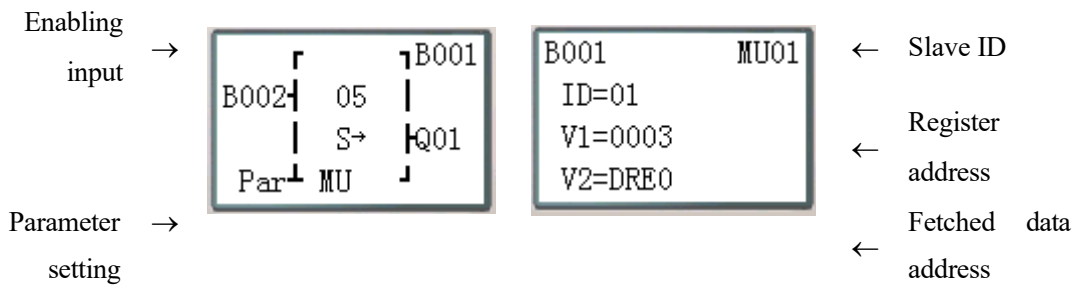 Enabling
input
→
B001
B002
05
S→
Q01
Par
MU
Parameter
setting
→
B001 MU01
ID=01
V1=0003
V2=DRE0
← Slave ID
Register
←
address
Fetched data
←
address